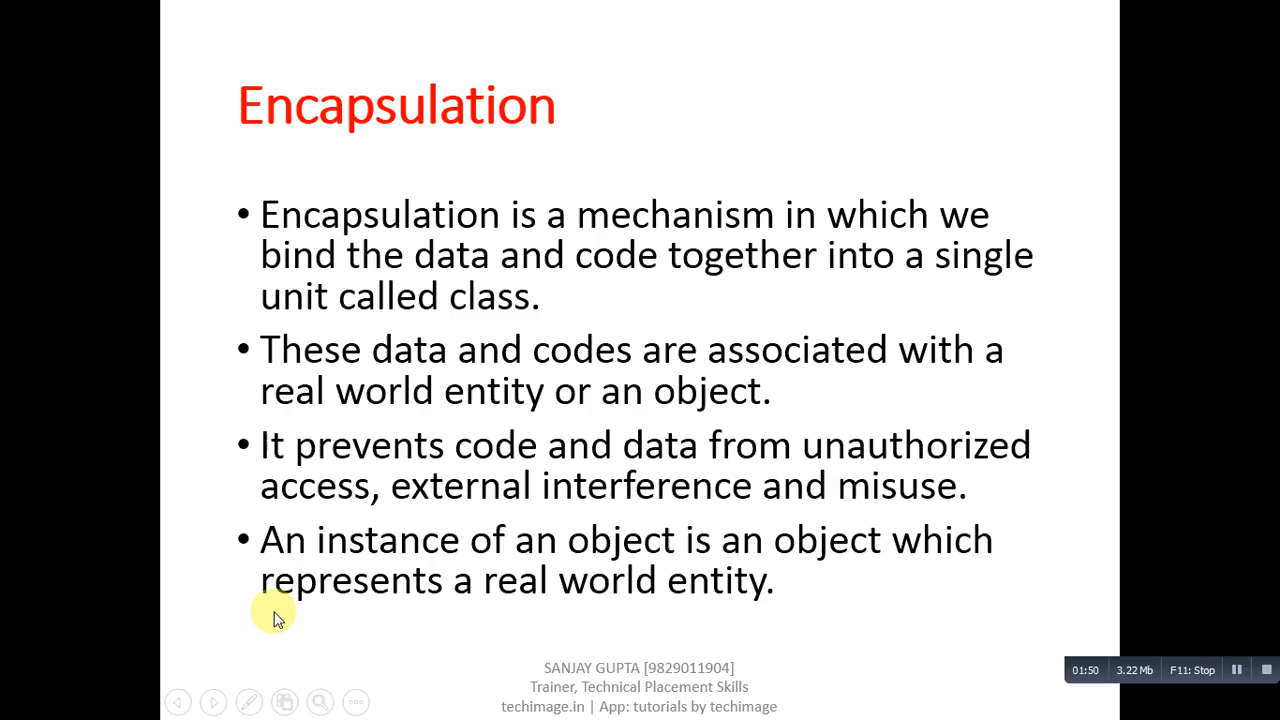 Encapsulation
• Encapsulation is a mechanism in which we
bind the data and code together into a single
unit called class.
• These data and codes are associated with a
real world entity or an object.
• It prevents code and data from unauthorized
access, external interference and misuse.
• An instance of an object is an object which
represents a real world entity.
SANJAY GUPTA [9829011904]
Trainer, Technical Placement Skills
techimage.in | App: tutorials by techimage
01:50 3.22 Mb F11: Stop